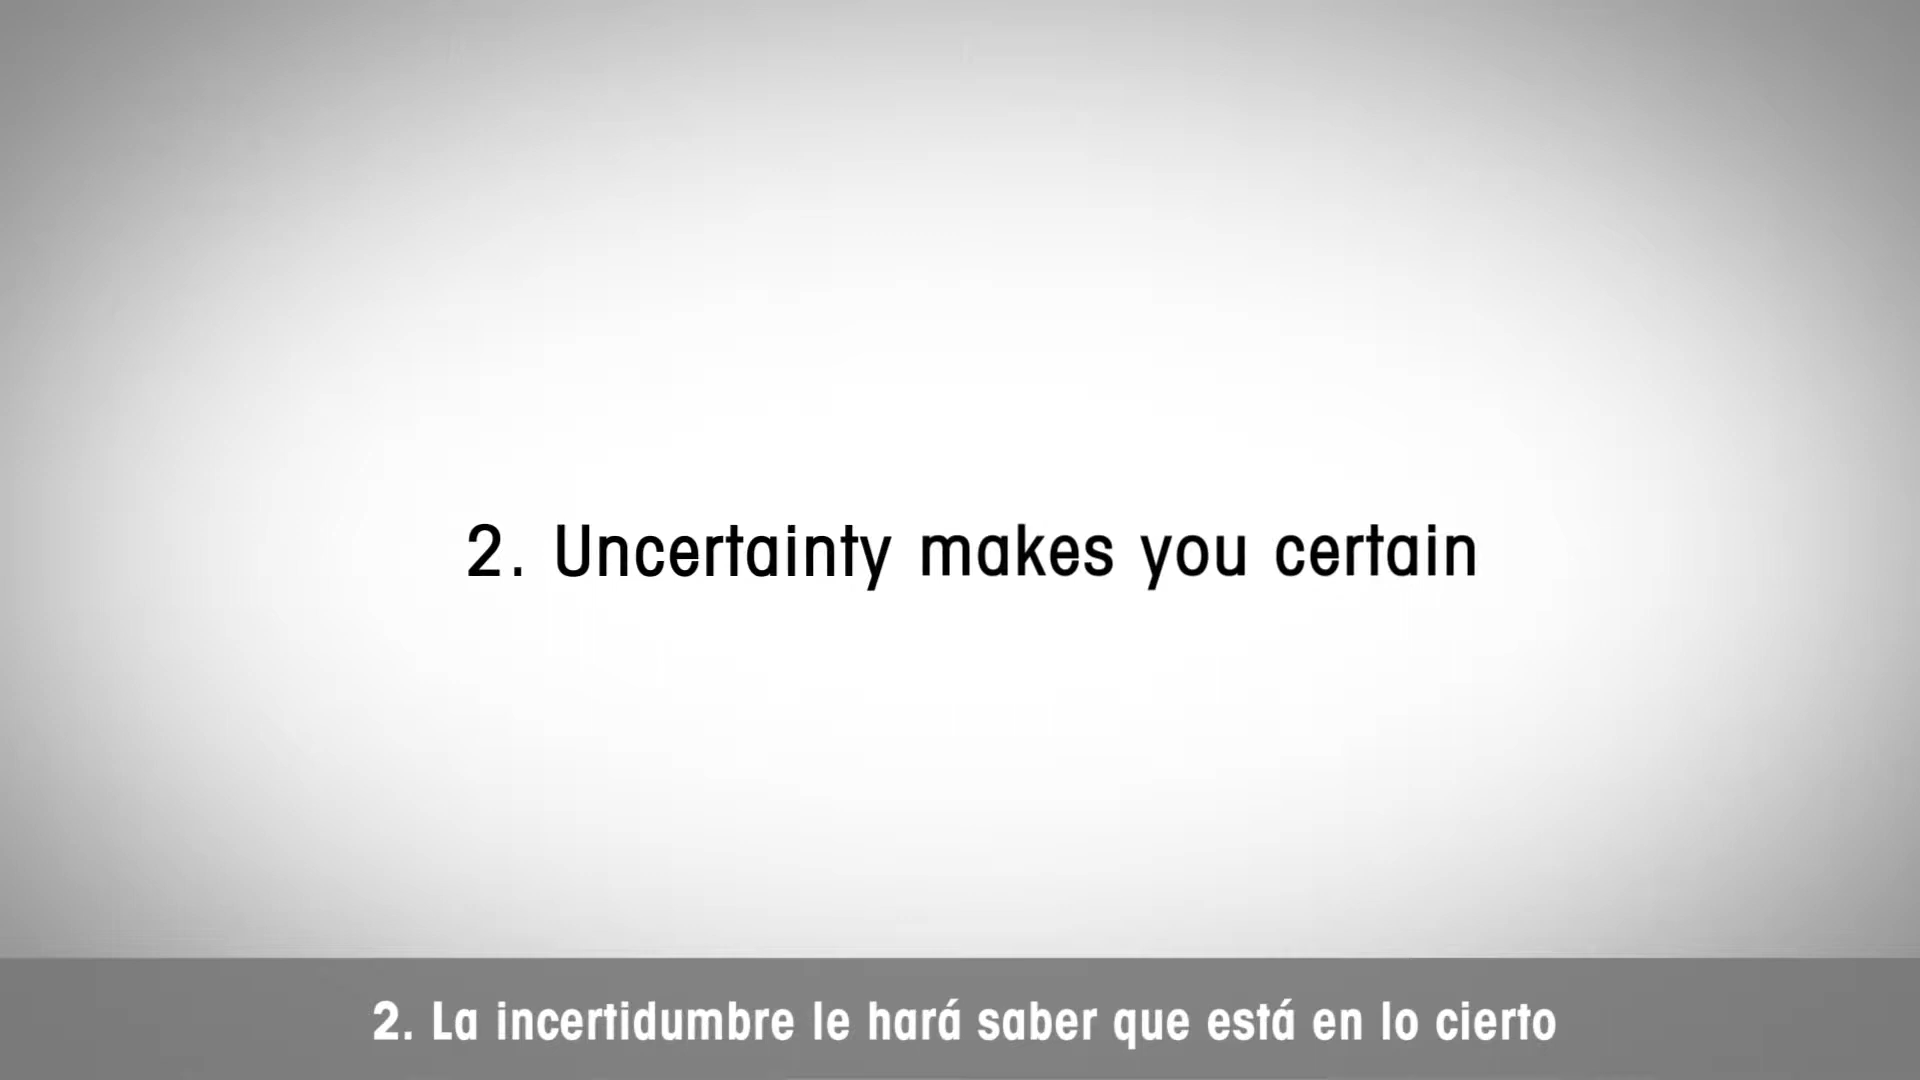 2. Uncertainty makes you certain
2. La incertidumbre le hará saber que está en lo cierto